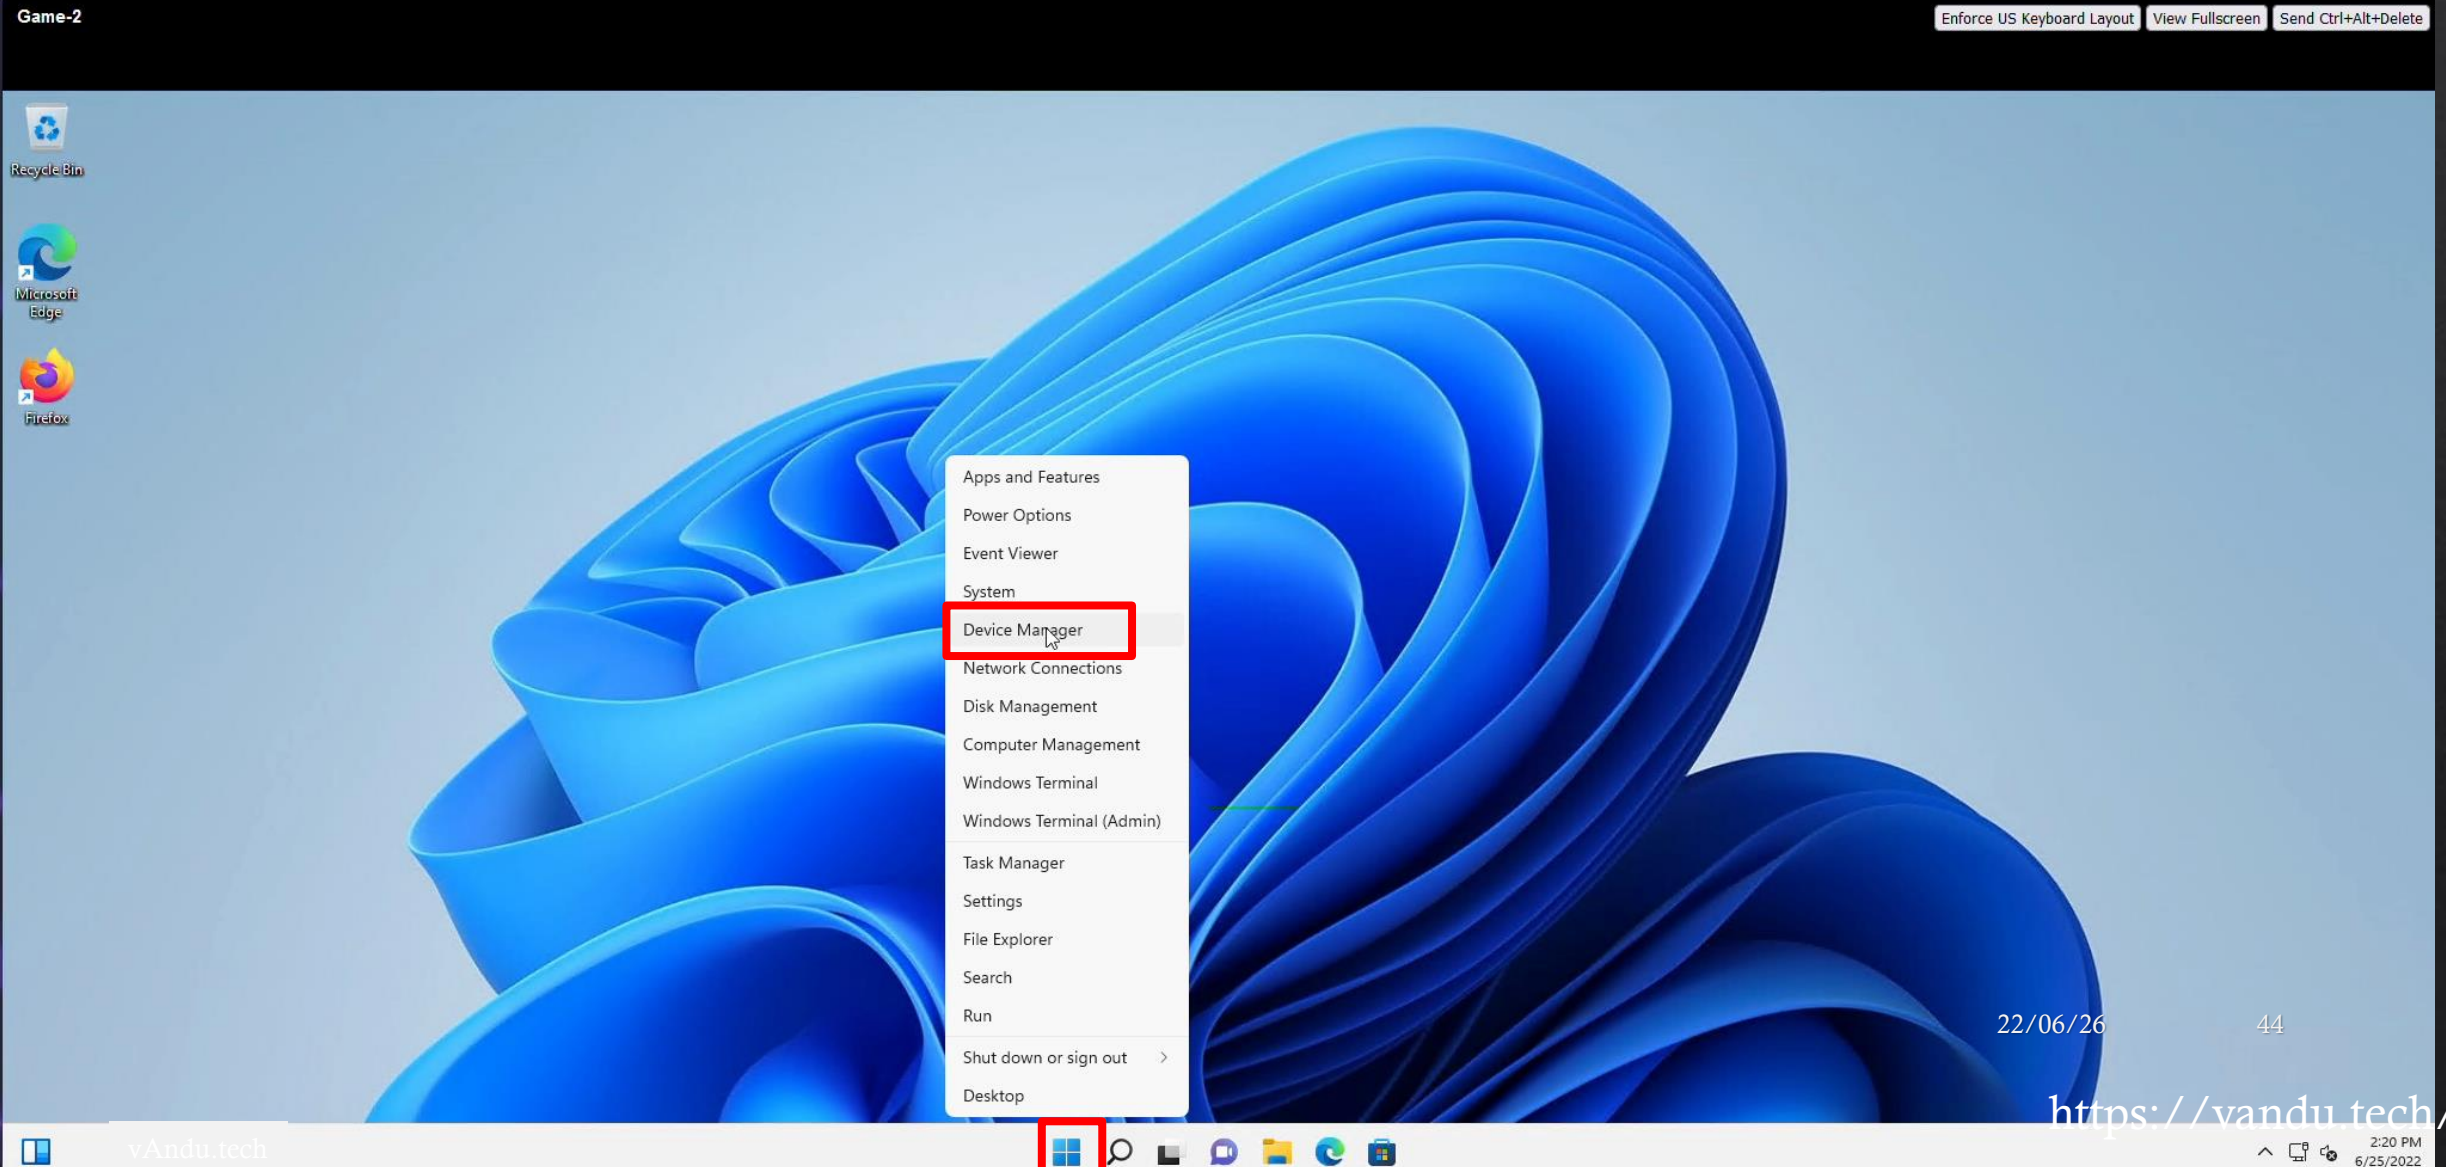 Game-2
Enforce US Keyboard Layout
View Fullscreen
Send Ctrl+Alt+Delete
Recycle Bin
Microsoft
Edge
Firefox
Apps and Features
Power Options
Event Viewer
System
Device Manager
Network Connections
Disk Management
Computer Management
Windows Terminal
Windows Terminal (Admin)
Task Manager
Settings
File Explorer
Search
Run
Shut down or sign out
Desktop
22/06/26
44
https://vandu.tech/
vAndu.tech
2:20 PM
6/25/2022